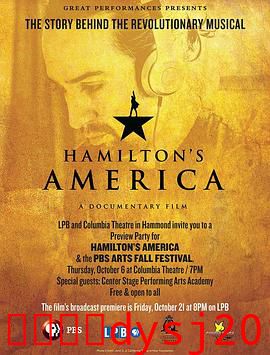 GREAT PERFORMANCES PRESENTS
THE STORY BEHIND THE REVOLUTIONARY MUSICAL
HAMILTON'S
AMERICA
A DOCUMENTARY FILM
LPB and Columbia Theatre in Hammond invite you to a
Preview Party for
HAMILTON'S AMERICA
& the PBS ARTS FALL FESTIVAL
Thursday, October 6 at Columbia Theatre / 7PM
Special guests: Center Stage Performing Arts Academy
Free & open to all
The film's broadcast premiere is Friday, October 21 at 8PM on LPB
PBS
LPB
uysj20